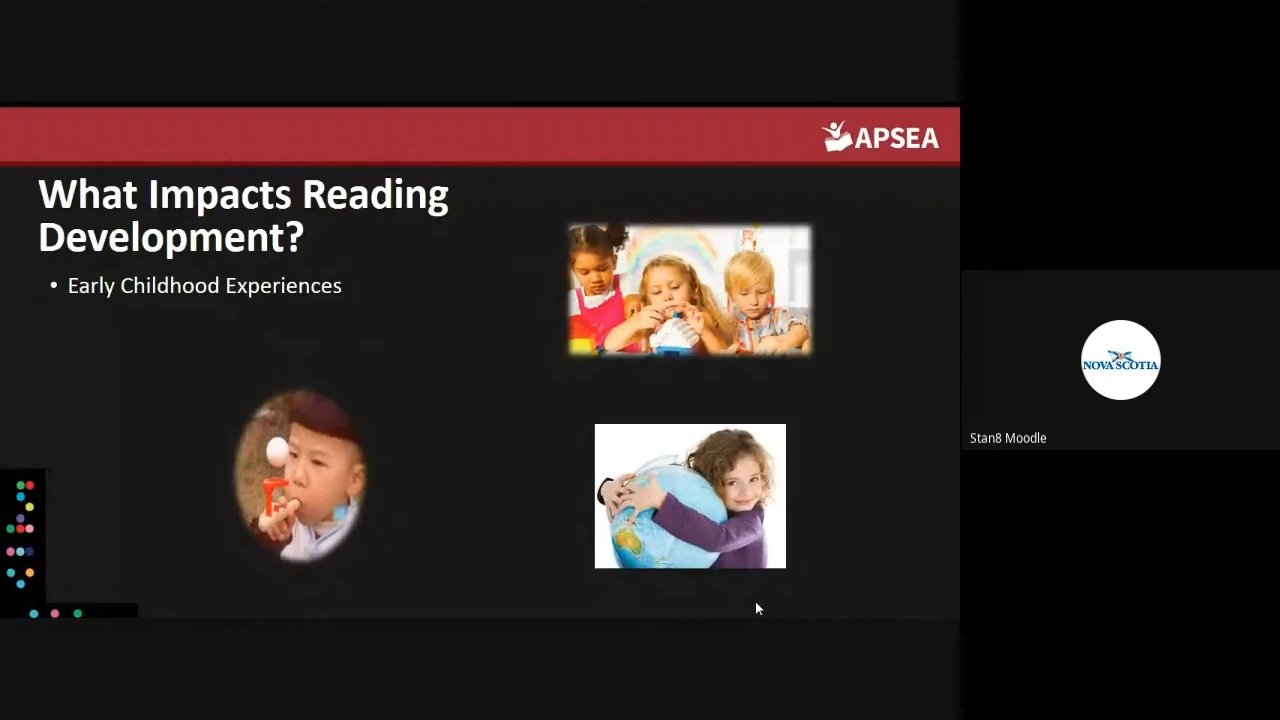 APSEA
What Impacts Reading
Development?
• Early Childhood Experiences
NOVA SCOTIA
Stan8 Moodle